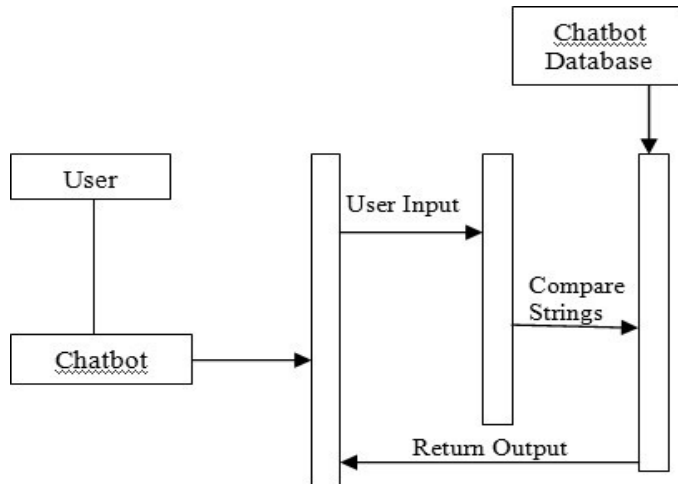 Chatbot
Database
User
User Input
Compare
Strings
Chatbot
Return Output